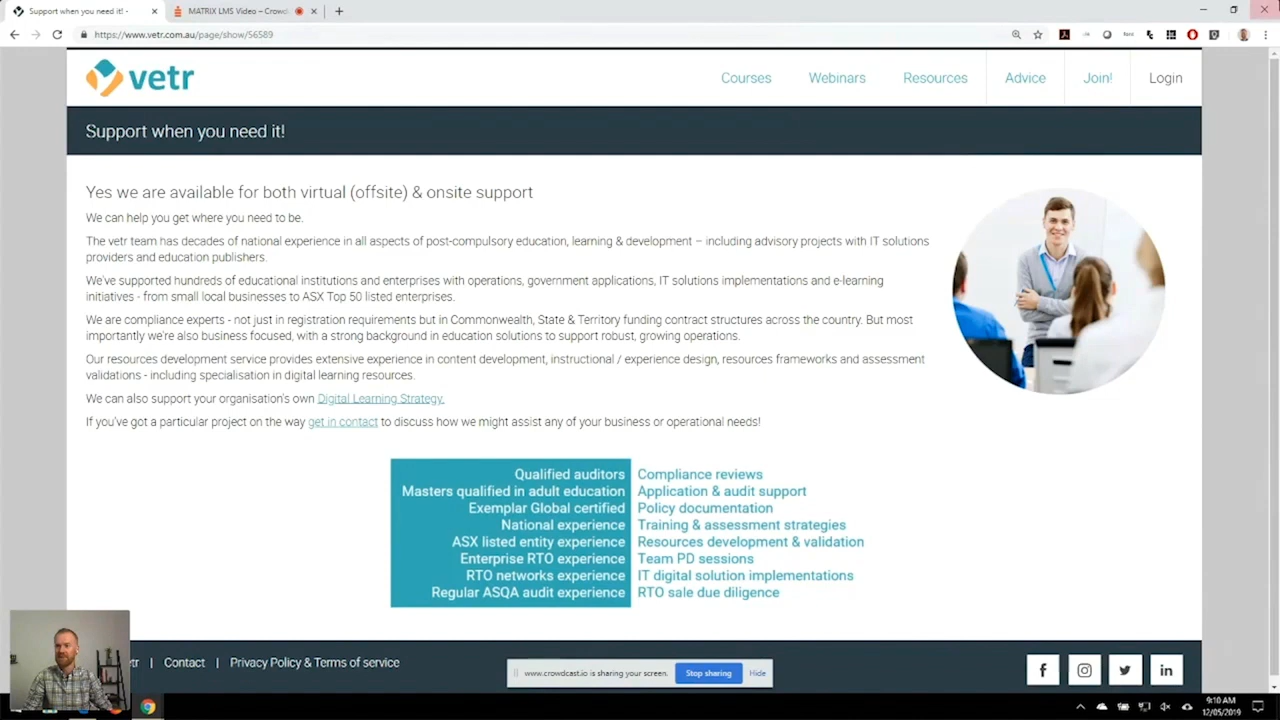 Support when you need it! -
MATRIX LMS Video – Crowd
https://www.vetr.com.au/page/show/56589
vetr
Courses
Webinars
Resources
Advice
Join!
Login
Support when you need it!
Yes we are available for both virtual (offsite) & onsite support
We can help you get where you need to be.
The vetr team has decades of national experience in all aspects of post-compulsory education, learning & development – including advisory projects with IT solutions
providers and education publishers.
We've supported hundreds of educational institutions and enterprises with operations, government applications, IT solutions implementations and e-learning
initiatives - from small local businesses to ASX Top 50 listed enterprises.
We are compliance experts - not just in registration requirements but in Commonwealth, State & Territory funding contract structures across the country. But most
importantly we're also business focused, with a strong background in education solutions to support robust, growing operations.
Our resources development service provides extensive experience in content development, instructional / experience design, resources frameworks and assessment
validations - including specialisation in digital learning resources.
We can also support your organisation's own Digital Learning Strategy.
If you've got a particular project on the way get in contact to discuss how we might assist any of your business or operational needs!
Qualified auditors Compliance reviews
Masters qualified in adult education Application & audit support
Exemplar Global certified Policy documentation
National experience Training & assessment strategies
ASX listed entity experience Resources development & validation
Enterprise RTO experience Team PD sessions
RTO networks experience IT digital solution implementations
Regular ASQA audit experience RTO sale due diligence
etr | Contact | Privacy Policy & Terms of service
www.crowdcast.io is sharing your screen. Stop sharing Hide
9:10 AM
12/05/2019